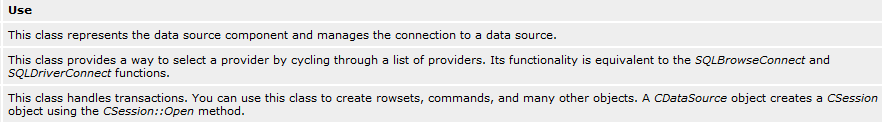 Use
This class represents the data source component and manages the connection to a data source.
This class provides a way to select a provider by cycling through a list of providers. Its functionality is equivalent to the SQLBrowseConnect and
SQLDriverConnect functions.
This class handles transactions. You can use this class to create rowsets, commands, and many other objects. A CDataSource object creates a CSession
object using the CSession::Open method.